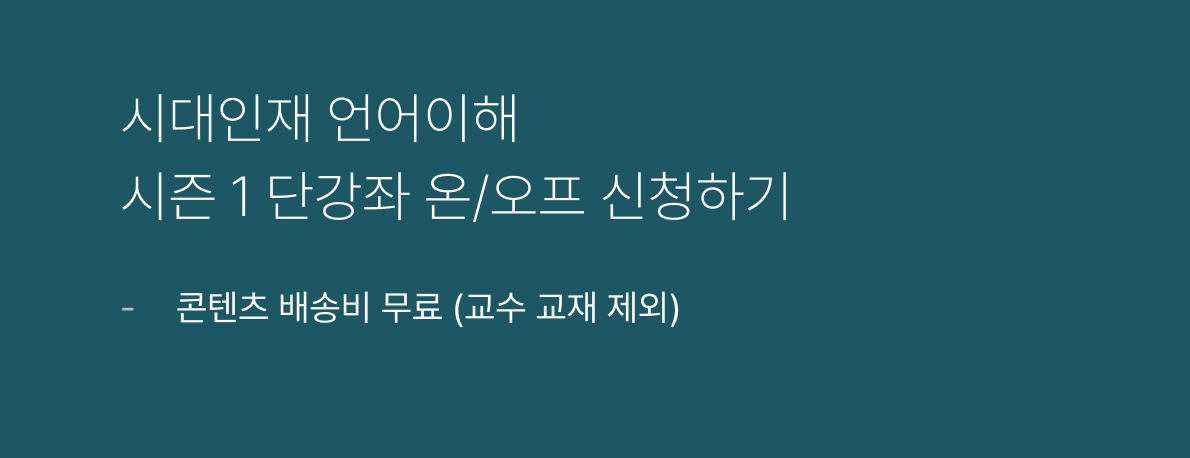 시대인재 언어이해
시즌 1 단강좌 온/오프 신청하기
- 콘텐츠 배송비 무료 (교수 교재 제외)